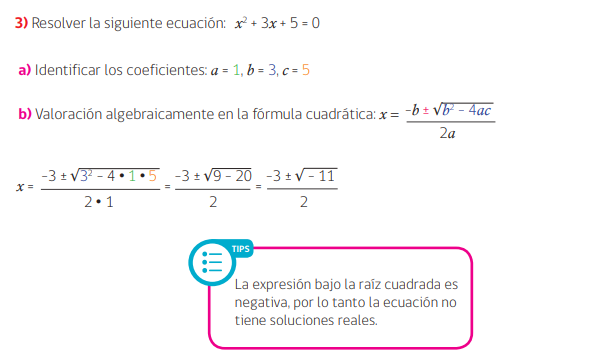 3) Resolver la siguiente ecuación: x² + 3x + 5 = 0
a) Identificar los coeficientes: a = 1, b = 3, c = 5
b) Valoración algebraicamente en la fórmula cuadrática: x = (-b ± √(b² - 4ac)) / 2a
x = (-3 ± √(3² - 4 • 1 • 5)) / (2 • 1) = (-3 ± √(9 - 20)) / 2 = (-3 ± √(- 11)) / 2
TIPS
La expresión bajo la raíz cuadrada es
negativa, por lo tanto la ecuación no
tiene soluciones reales.